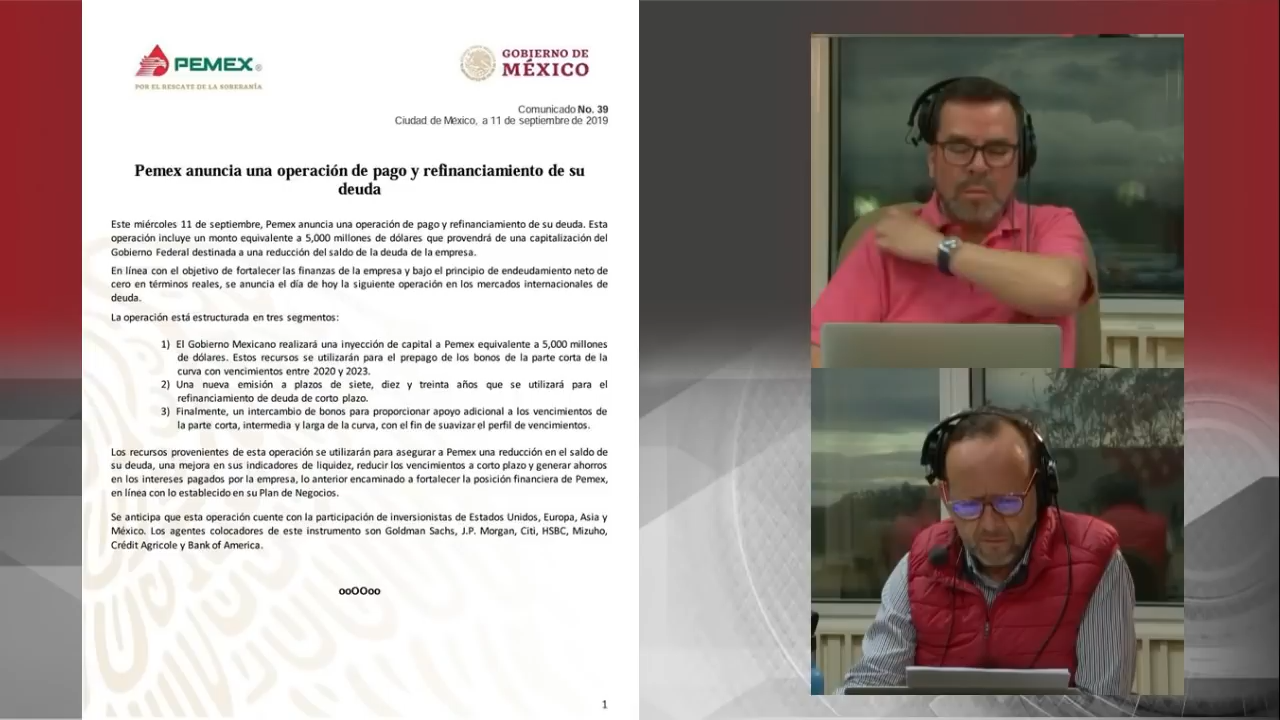 PEMEX®
POR EL RESCATE DE LA SOBERANÍA
GOBIERNO DE
MÉXICO
Comunicado No. 39
Ciudad de México, a 11 de septiembre de 2019
Pemex anuncia una operación de pago y refinanciamiento de su
deuda
Este miércoles 11 de septiembre, Pemex anuncia una operación de pago y refinanciamiento de su deuda. Esta
operación incluye un monto equivalente a 5,000 millones de dólares que provendrá de una capitalización del
Gobierno Federal destinada a una reducción del saldo de la deuda de la empresa.
En línea con el objetivo de fortalecer las finanzas de la empresa y bajo el principio de endeudamiento neto de
cero en términos reales, se anuncia el día de hoy la siguiente operación en los mercados internacionales de
deuda.
La operación está estructurada en tres segmentos:
1) El Gobierno Mexicano realizará una inyección de capital a Pemex equivalente a 5,000 millones
de dólares. Estos recursos se utilizarán para el prepago de los bonos de la parte corta de la
curva con vencimientos entre 2020 y 2023.
2) Una nueva emisión a plazos de siete, diez y treinta años que se utilizará para el
refinanciamiento de deuda de corto plazo.
3) Finalmente, un intercambio de bonos para proporcionar apoyo adicional a los vencimientos de
la parte corta, intermedia y larga de la curva, con el fin de suavizar el perfil de vencimientos.
Los recursos provenientes de esta operación se utilizarán para asegurar a Pemex una reducción en el saldo de
su deuda, una mejora en sus indicadores de liquidez, reducir los vencimientos a corto plazo y generar ahorros
en los intereses pagados por la empresa, lo anterior encaminado a fortalecer la posición financiera de Pemex,
en línea con lo establecido en su Plan de Negocios.
Se anticipa que esta operación cuente con la participación de inversionistas de Estados Unidos, Europa, Asia y
México. Los agentes colocadores de este instrumento son Goldman Sachs, J.P. Morgan, Citi, HSBC, Mizuho,
Crédit Agricole y Bank of America.
ooOOoo
1